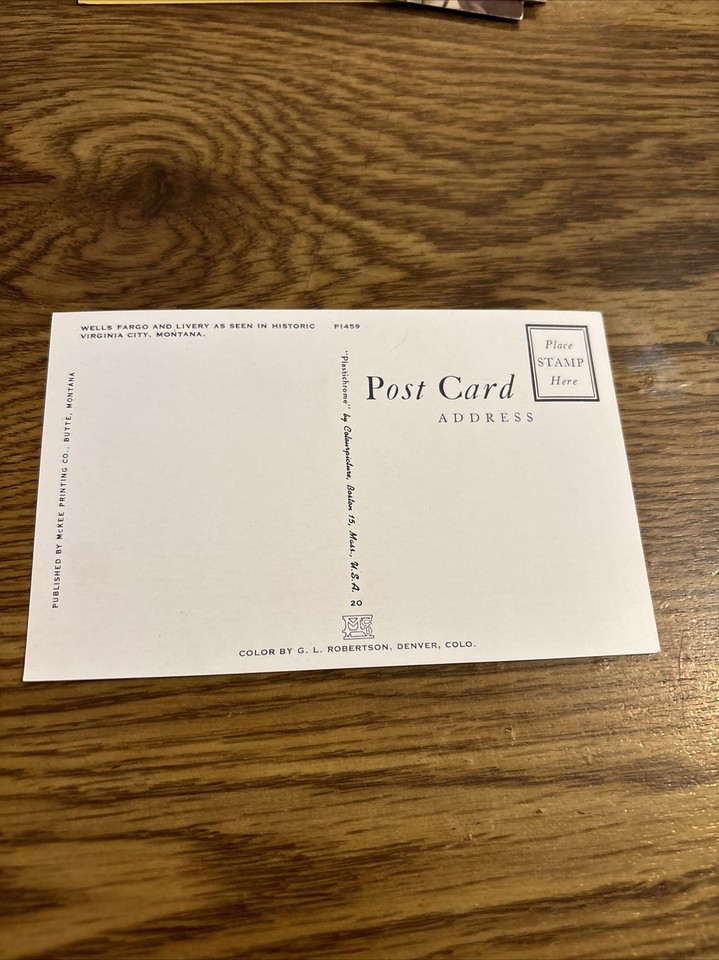 WELLS FARGO AND LIVERY AS SEEN IN HISTORIC P1459
VIRGINIA CITY, MONTANA.
PUBLISHED BY McKEE PRINTING CO., BUTTE, MONTANA
"Plastichrome" by Colourpicture, Boston 15, Mass., U.S.A.
20
Post Card
ADDRESS
Place
STAMP
Here
COLOR BY G. L. ROBERTSON, DENVER, COLO.